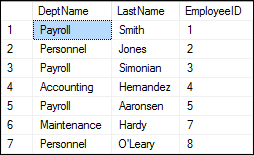 DeptName LastName EmployeeID
1 Payroll Smith 1
2 Personnel Jones 2
3 Payroll Simonian 3
4 Accounting Hernandez 4
5 Payroll Aaronsen 5
6 Maintenance Hardy 7
7 Personnel O'Leary 8